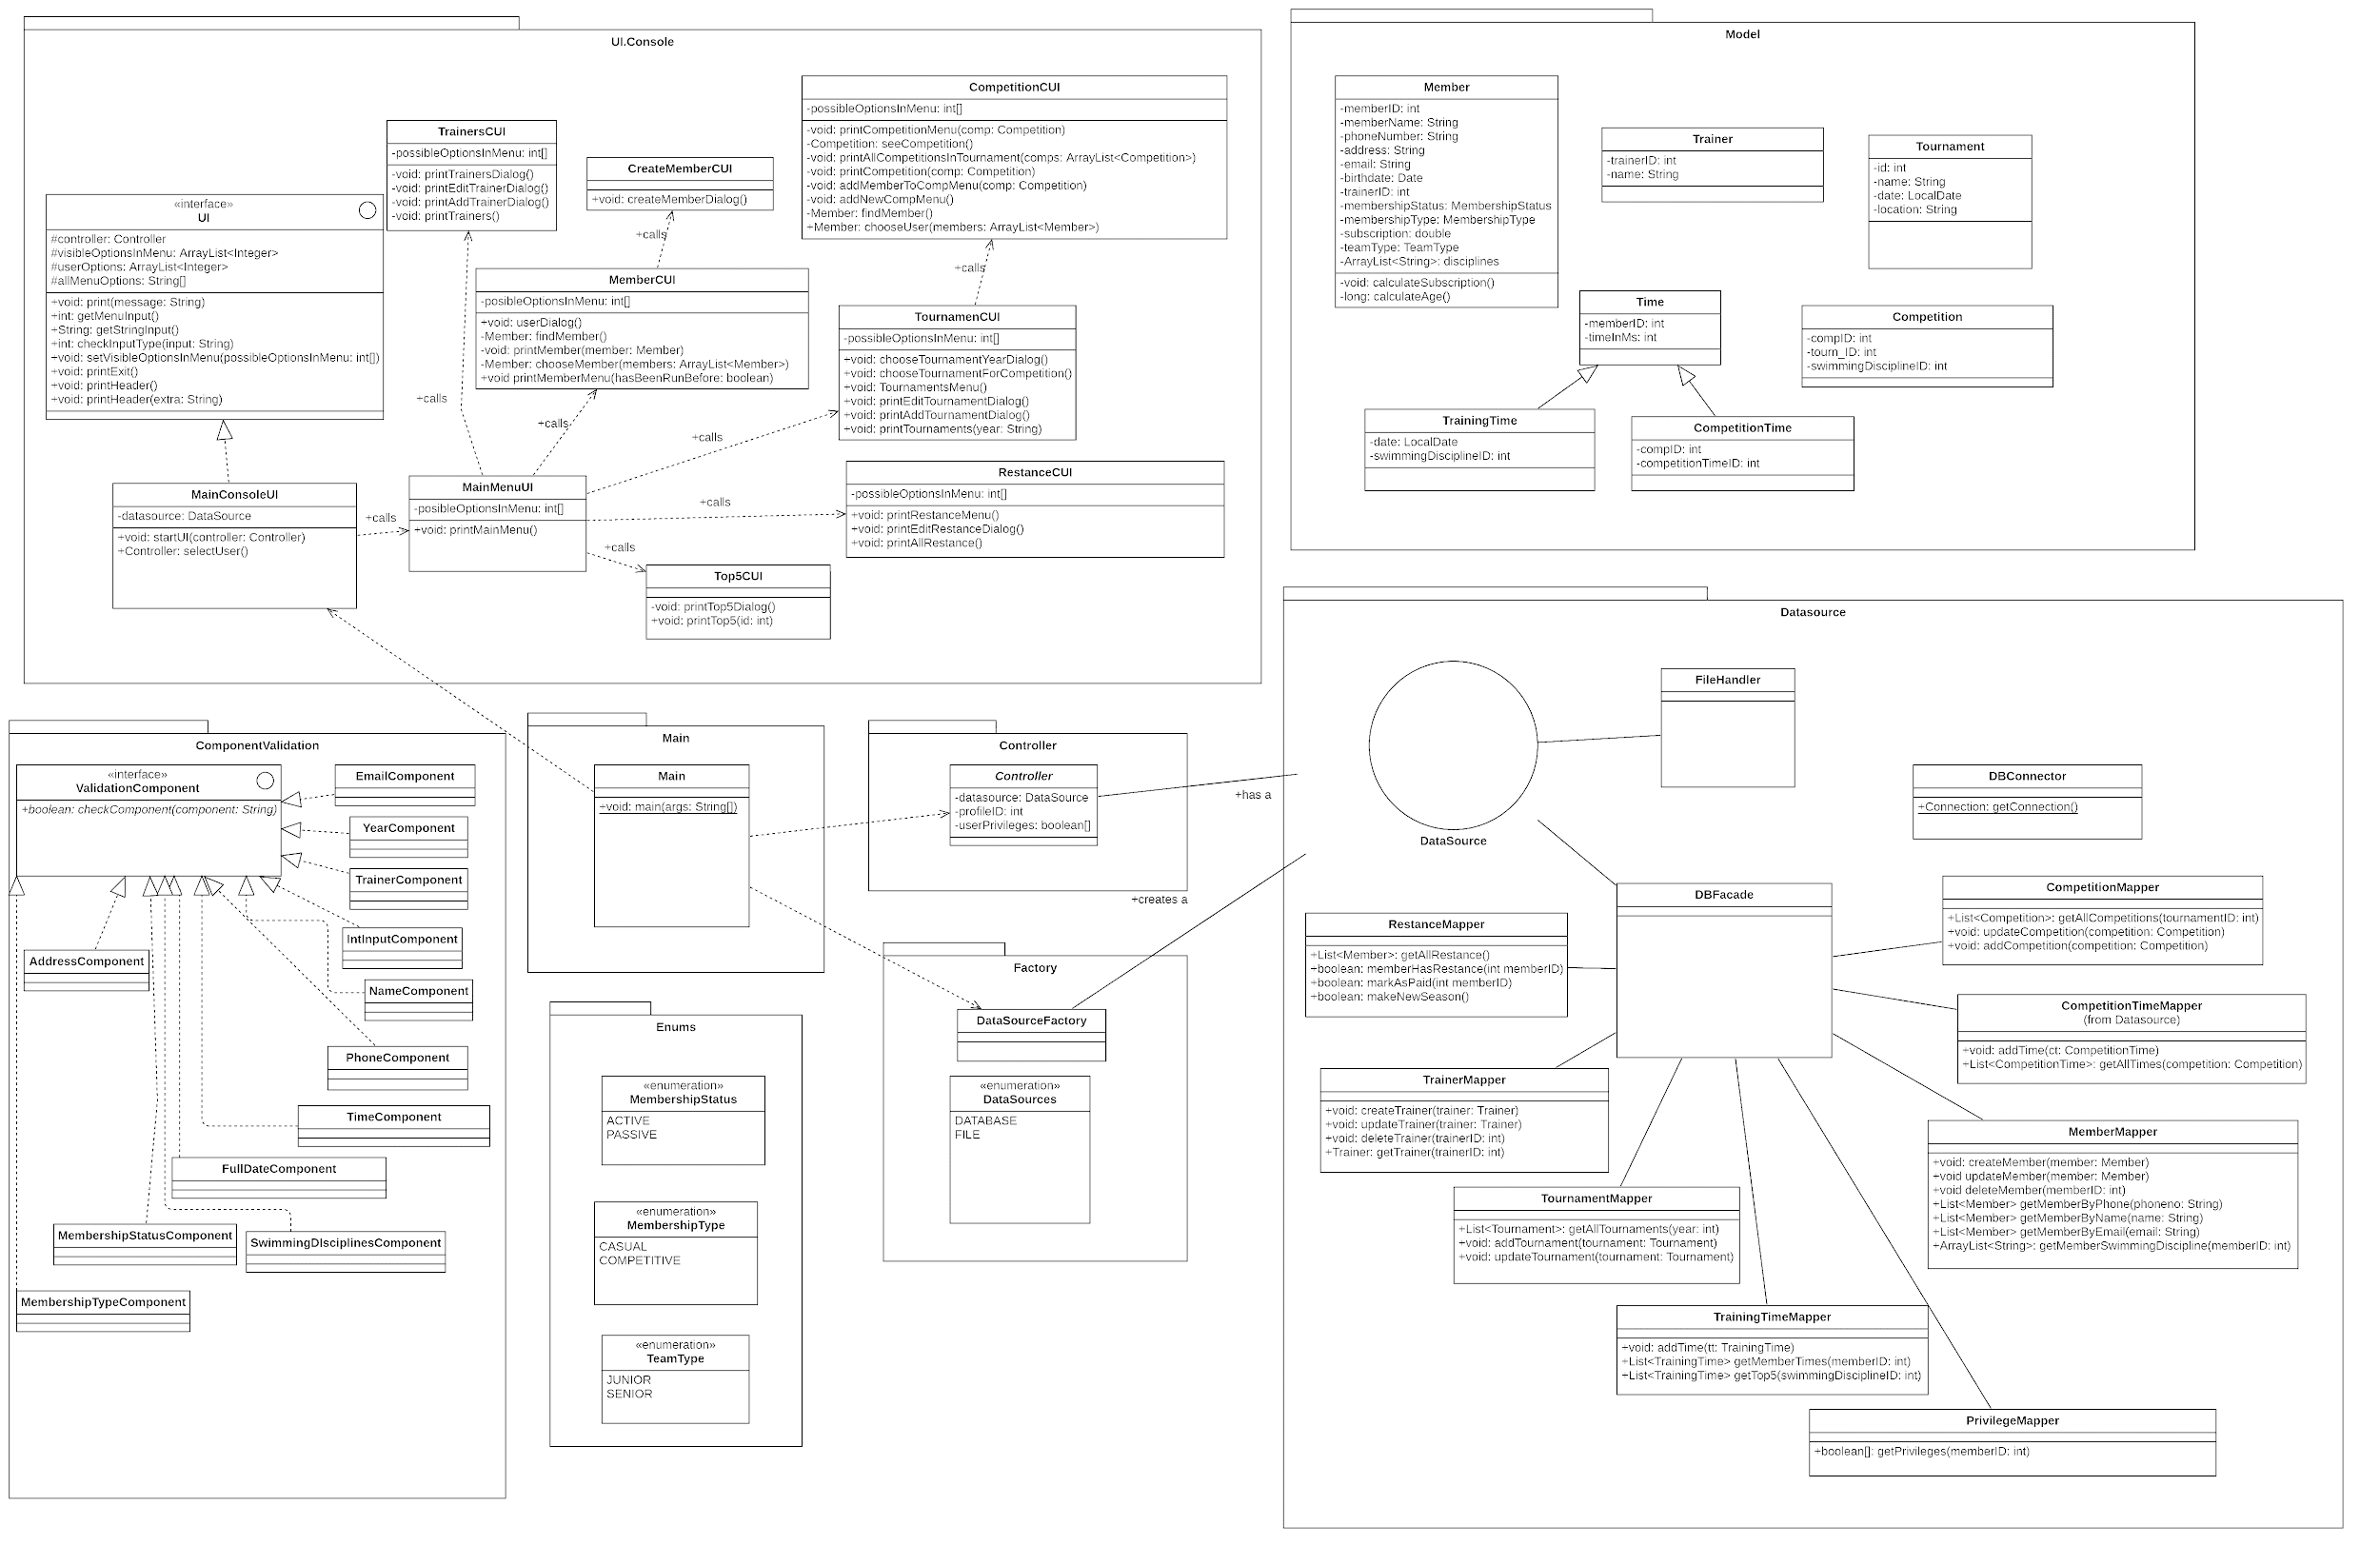 UI.Console
«interface»
UI
#controller: Controller
#visibleOptionsInMenu: ArrayList<Integer>
#userOptions: ArrayList<Integer>
#allMenuOptions: String[]
+void: print(message: String)
+int: getMenuInput()
+String: getStringInput()
+int: checkInputType(input: String)
+void: setVisibleOptionsInMenu(possibleOptionsInMenu: int[])
+void: printExit()
+void: printHeader()
+void: printHeader(extra: String)
TrainersCUI
-possibleOptionsInMenu: int[]
-void: printTrainersDialog()
-void: printEditTrainerDialog()
-void: printAddTrainerDialog()
-void: printTrainers()
CreateMemberCUI
+void: createMemberDialog()
+calls
CompetitionCUI
-possibleOptionsInMenu: int[]
-void: printCompetitionMenu(comp: Competition)
-Competition: seeCompetition()
-void: printAllCompetitionsInTournament(comps: ArrayList<Competition>)
-void: printCompetition(comp: Competition)
-void: addMemberToCompMenu(comp: Competition)
-void: addNewCompMenu()
-Member: findMember()
+Member: chooseUser(members: ArrayList<Member>)
+calls
MemberCUI
-posibleOptionsInMenu: int[]
+void: userDialog()
-Member: findMember()
-void: printMember(member: Member)
-Member: chooseMember(members: ArrayList<Member>)
+void printMemberMenu(hasBeenRunBefore: boolean)
TournamenCUI
-possibleOptionsInMenu: int[]
+void: chooseTournamentYearDialog()
+void: chooseTournamentForCompetition()
+void: TournamentsMenu()
+void: printEditTournamentDialog()
+void: printAddTournamentDialog()
+void: printTournaments(year: String)
+calls
+calls
+calls
MainConsoleUI
-datasource: DataSource
+void: startUI(controller: Controller)
+Controller: selectUser()
+calls
MainMenuUI
-posibleOptionsInMenu: int[]
+void: printMainMenu()
+calls
+calls
RestanceCUI
-possibleOptionsInMenu: int[]
+void: printRestanceMenu()
+void: printEditRestanceDialog()
+void: printAllRestance()
Top5CUI
-void: printTop5Dialog()
+void: printTop5(id: int)
Model
Member
-memberID: int
-memberName: String
-phoneNumber: String
-address: String
-email: String
-birthdate: Date
-trainerID: int
-membershipStatus: MembershipStatus
-membershipType: MembershipType
-subscription: double
-teamType: TeamType
-ArrayList<String>: disciplines
-void: calculateSubscription()
-long: calculateAge()
Trainer
-trainerID: int
-name: String
Tournament
-id: int
-name: String
-date: LocalDate
-location: String
Time
-memberID: int
-timeInMs: int
Competition
-compID: int
-tourn_ID: int
-swimmingDisciplineID: int
TrainingTime
-date: LocalDate
-swimmingDisciplineID: int
CompetitionTime
-compID: int
-competitionTimeID: int
ComponentValidation
«interface»
ValidationComponent
+boolean: checkComponent(component: String)
EmailComponent
YearComponent
TrainerComponent
IntInputComponent
AddressComponent
NameComponent
PhoneComponent
TimeComponent
FullDateComponent
MembershipStatusComponent
SwimmingDIsciplinesComponent
MembershipTypeComponent
Main
Main
+void: main(args: String[])
Controller
Controller
-datasource: DataSource
-profileID: int
-userPrivileges: boolean[]
+has a
+creates a
Factory
DataSourceFactory
«enumeration»
DataSources
DATABASE
FILE
Enums
«enumeration»
MembershipStatus
ACTIVE
PASSIVE
«enumeration»
MembershipType
CASUAL
COMPETITIVE
«enumeration»
TeamType
JUNIOR
SENIOR
Datasource
DataSource
FileHandler
DBConnector
+Connection: getConnection()
DBFacade
RestanceMapper
+List<Member>: getAllRestance()
+boolean: memberHasRestance(int memberID)
+boolean: markAsPaid(int memberID)
+boolean: makeNewSeason()
CompetitionMapper
+List<Competition>: getAllCompetitions(tournamentID: int)
+void: updateCompetition(competition: Competition)
+void: addCompetition(competition: Competition)
CompetitionTimeMapper
(from Datasource)
+void: addTime(ct: CompetitionTime)
+List<CompetitionTime>: getAllTimes(competition: Competition)
TrainerMapper
+void: createTrainer(trainer: Trainer)
+void: updateTrainer(trainer: Trainer)
+void: deleteTrainer(trainerID: int)
+Trainer: getTrainer(trainerID: int)
MemberMapper
+void: createMember(member: Member)
+void updateMember(member: Member)
+void deleteMember(memberID: int)
+List<Member> getMemberByPhone(phoneno: String)
+List<Member> getMemberByName(name: String)
+List<Member> getMemberByEmail(email: String)
+ArrayList<String>: getMemberSwimmingDiscipline(memberID: int)
TournamentMapper
+List<Tournament>: getAllTournaments(year: int)
+void: addTournament(tournament: Tournament)
+void: updateTournament(tournament: Tournament)
TrainingTimeMapper
+void: addTime(tt: TrainingTime)
+List<TrainingTime> getMemberTimes(memberID: int)
+List<TrainingTime> getTop5(swimmingDisciplineID: int)
PrivilegeMapper
+boolean[]: getPrivileges(memberID: int)